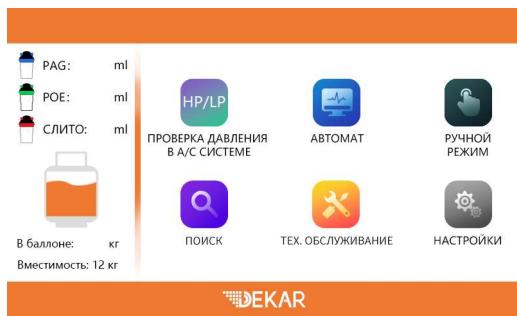 PAG: ml
POE: ml
СЛИТО: ml
В баллоне: кг
Вместимость: 12 кг
HP/LP
ПРОВЕРКА ДАВЛЕНИЯ
В А/С СИСТЕМЕ
АВТОМАТ
РУЧНОЙ
РЕЖИМ
ПОИСК
ТЕХ. ОБСЛУЖИВАНИЕ
НАСТРОЙКИ
DEKAR